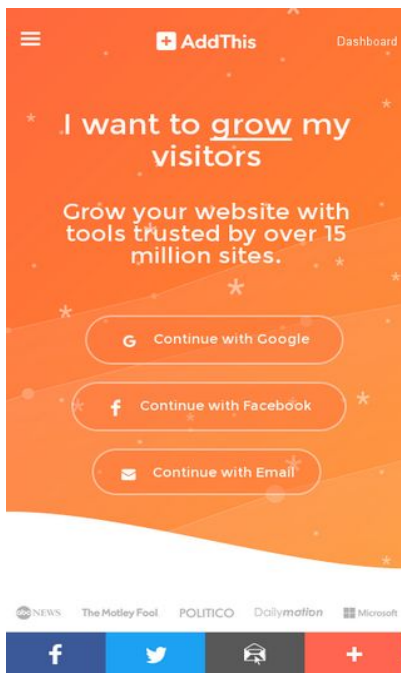 AddThis
Dashboard
I want to grow my
visitors
Grow your website with
tools trusted by over 15
million sites.
G Continue with Google
f Continue with Facebook
Continue with Email
abc NEWS The Motley Fool POLITICO Dailymotion Microsoft
f